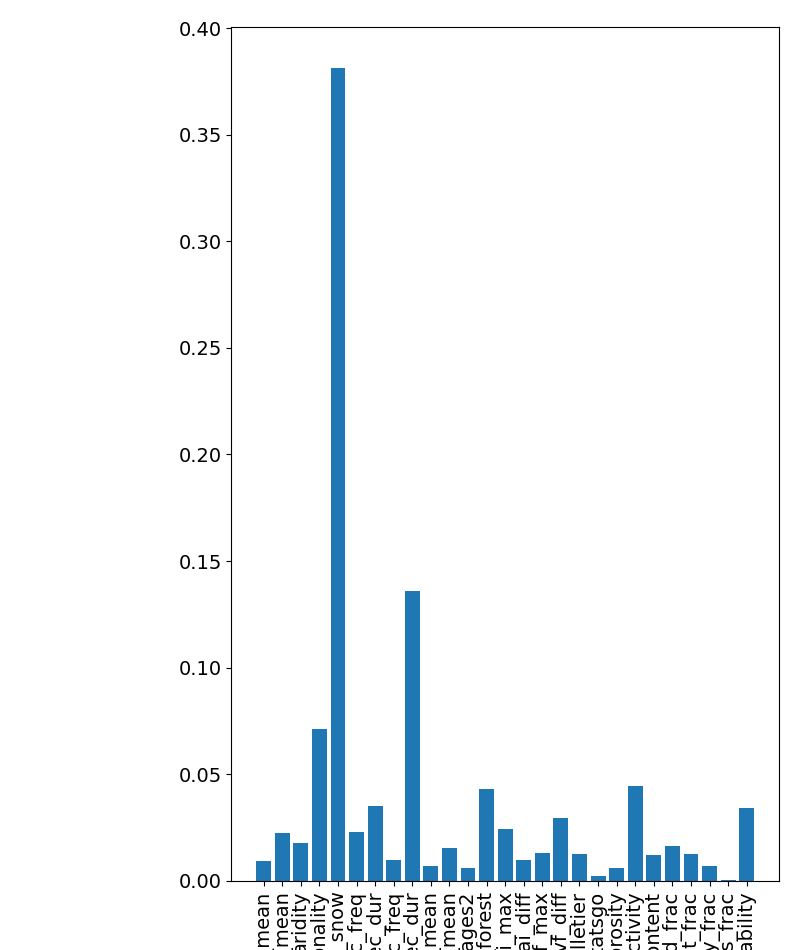 0.40
0.35
0.30
0.25
0.20
0.15
0.10
0.05
0.00
mean
mean
aridity
onality
snow
c_freq
ec_dur
c_freq
ec_dur
mean
mean
ages2
forest
i_max
ai_diff
f_max
vf_diff
lletier
atsgo
rosity
ctivity
ontent
d_frac
t_frac
y_frac
s_frac
ability